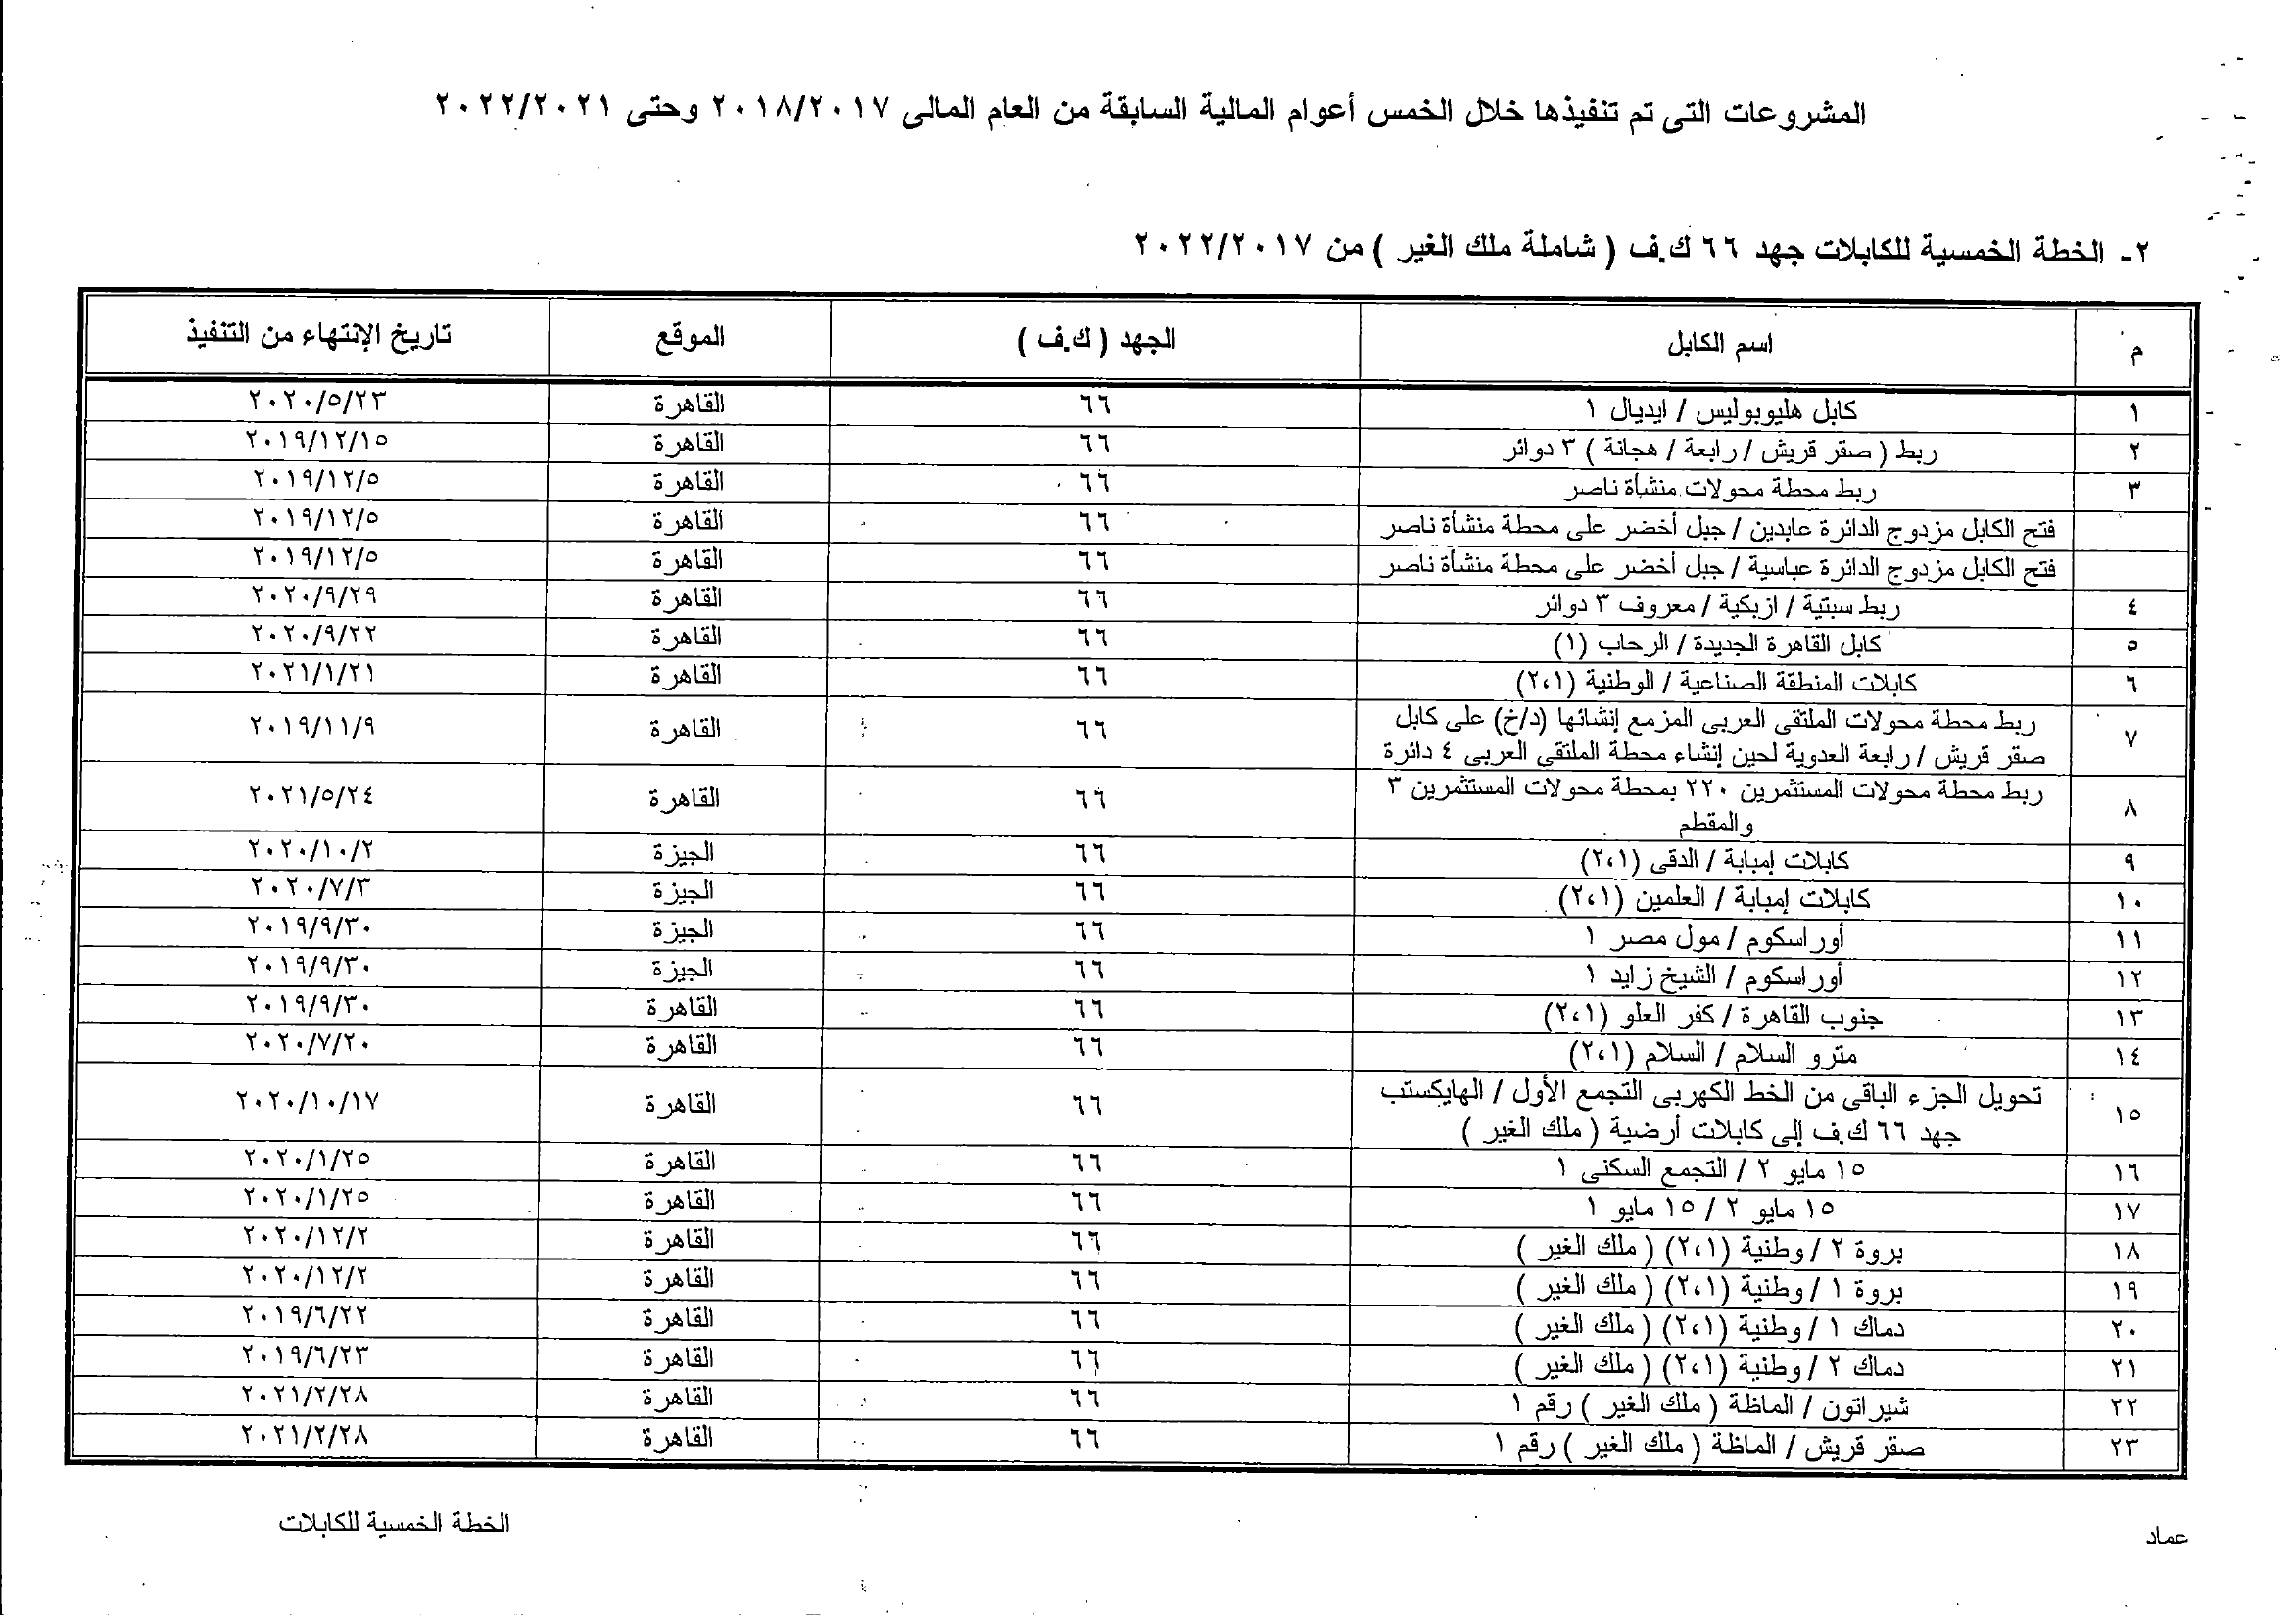 المشروعات التى تم تنفيذها خلال الخمس أعوام المالية السابقة من العام المالى ٢٠١٨/٢٠١٧ وحتى ٢٠٢٢/٢٠٢١
٢- الخطة الخمسية للكابلات جهد ٦٦ ك.ف ( شاملة ملك الغير ) من ٢٠٢٢/٢٠١٧
م اسم الكابل الجهد ( ك.ف ) الموقع تاريخ الإنتهاء من التنفيذ
١ كابل هليوبوليس / ايديال ١ ٦٦ القاهرة ٢٠٢٠/٥/٢٣
٢ ربط ( صقر قريش / رابعة / هجانة ) ٣ دوائر ٦٦ القاهرة ٢٠١٩/١٢/١٥
٣ ربط محطة محولات منشأة ناصر ٦٦ القاهرة ٢٠١٩/١٢/٥
فتح الكابل مزدوج الدائرة عابدين / جبل أخضر على محطة منشأة ناصر ٦٦ القاهرة ٢٠١٩/١٢/٥
فتح الكابل مزدوج الدائرة عباسية / جبل أخضر على محطة منشأة ناصر ٦٦ القاهرة ٢٠١٩/١٢/٥
٤ ربط سبتية / ازبكية / معروف ٣ دوائر ٦٦ القاهرة ٢٠٢٠/٩/٢٩
٥ كابل القاهرة الجديدة / الرحاب (١) ٦٦ القاهرة ٢٠٢٠/٩/٢٢
٦ كابلات المنطقة الصناعية / الوطنية (٢،١) ٦٦ القاهرة ٢٠٢١/١/٢١
٧ ربط محطة محولات الملتقى العربى المزمع إنشائها (د/خ) على كابل
صقر قريش / رابعة العدوية لحين إنشاء محطة الملتقى العربى ٤ دائرة ٦٦ القاهرة ٢٠١٩/١١/٩
٨ ربط محطة محولات المستثمرين ٢٢٠ بمحطة محولات المستثمرين ٣
والمقطم ٦٦ القاهرة ٢٠٢١/٥/٢٤
٩ كابلات إمبابة / الدقى (٢،١) ٦٦ الجيزة ٢٠٢٠/١٠/٢
١٠ كابلات إمبابة / العلمين (٢،١) ٦٦ الجيزة ٢٠٢٠/٧/٣
١١ أوراسكوم / مول مصر ١ ٦٦ الجيزة ٢٠١٩/٩/٣٠
١٢ أوراسكوم / الشيخ زايد ١ ٦٦ الجيزة ٢٠١٩/٩/٣٠
١٣ جنوب القاهرة / كفر العلو (٢،١) ٦٦ القاهرة ٢٠١٩/٩/٣٠
١٤ مترو السلام / السلام (٢،١) ٦٦ القاهرة ٢٠٢٠/٧/٢٠
١٥ تحويل الجزء الباقى من الخط الكهربى التجمع الأول / الهايكستب
جهد ٦٦ ك.ف إلى كابلات أرضية ( ملك الغير ) ٦٦ القاهرة ٢٠٢٠/١٠/١٧
١٦ ١٥ مايو ٢ / التجمع السكنى ١ ٦٦ القاهرة ٢٠٢٠/١/٢٥
١٧ ١٥ مايو ٢ / ١٥ مايو ١ ٦٦ القاهرة ٢٠٢٠/١/٢٥
١٨ بروة ٢ / وطنية (٢،١) ( ملك الغير ) ٦٦ القاهرة ٢٠٢٠/١٢/٢
١٩ بروة ١ / وطنية (٢،١) ( ملك الغير ) ٦٦ القاهرة ٢٠٢٠/١٢/٢
٢٠ دماك ١ / وطنية (٢،١) ( ملك الغير ) ٦٦ القاهرة ٢٠١٩/٦/٢٢
٢١ دماك ٢ / وطنية (٢،١) ( ملك الغير ) ٦٦ القاهرة ٢٠١٩/٦/٢٣
٢٢ شيراتون / الماظة ( ملك الغير ) رقم ١ ٦٦ القاهرة ٢٠٢١/٢/٢٨
٢٣ صقر قريش / الماظة ( ملك الغير ) رقم ١ ٦٦ القاهرة ٢٠٢١/٢/٢٨
عماد الخطة الخمسية للكابلات